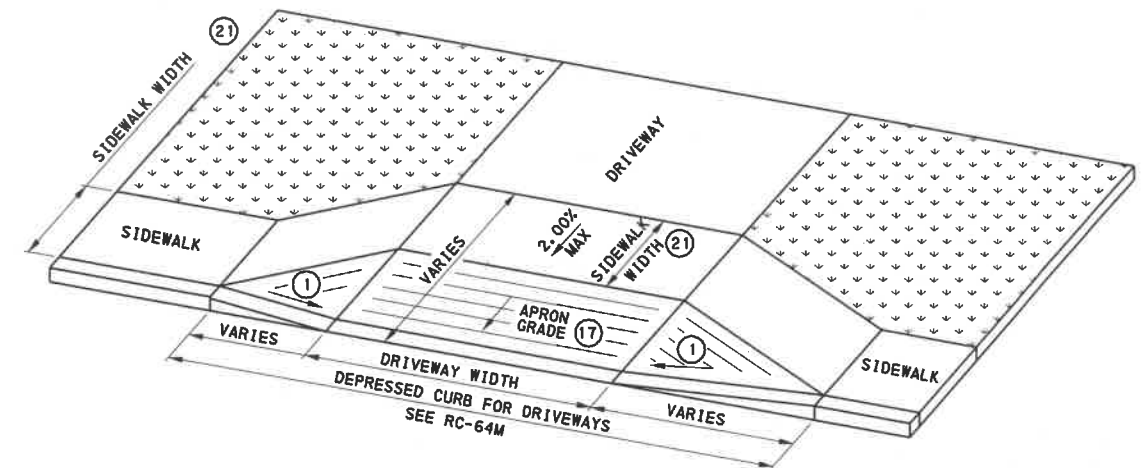 21
SIDEWALK WIDTH
DRIVEWAY
SIDEWALK
1
VARIES
2.00%
MAX
SIDEWALK
WIDTH
21
APRON
GRADE
17
1
SIDEWALK
VARIES
DRIVEWAY WIDTH
VARIES
DEPRESSED CURB FOR DRIVEWAYS
SEE RC-64M